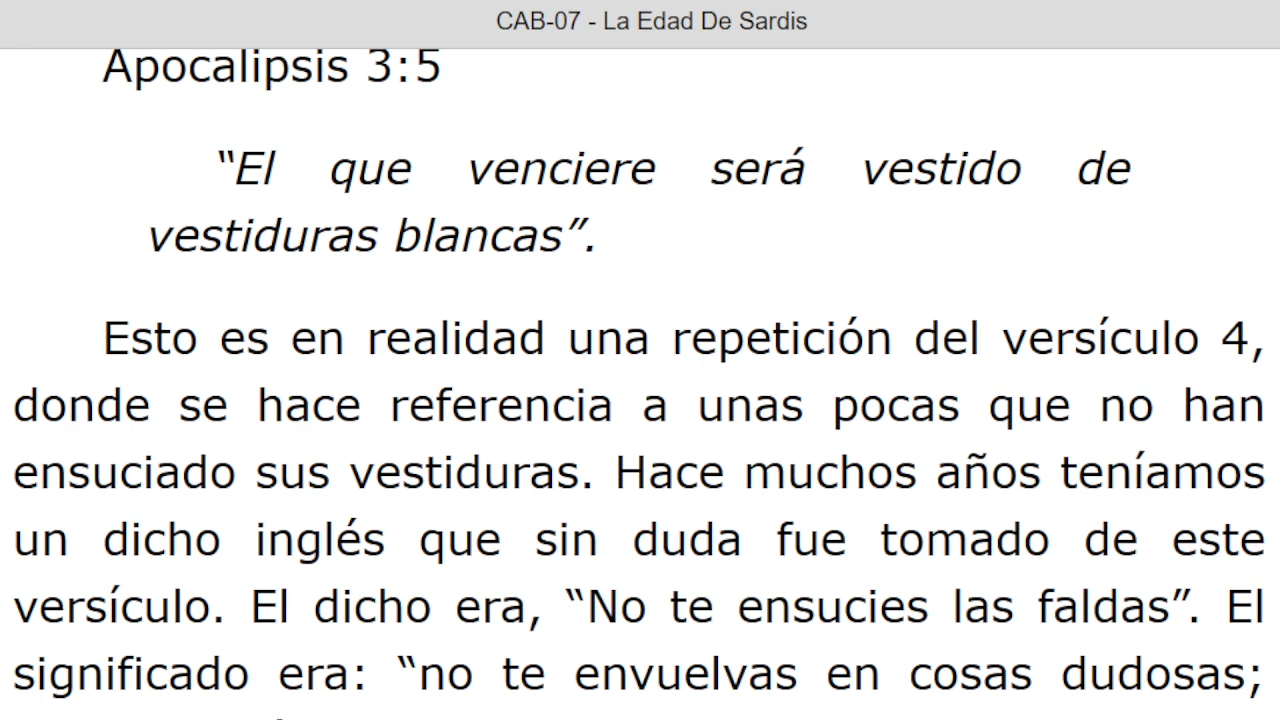 CAB-07 - La Edad De Sardis
Apocalipsis 3:5
“El que venciere será vestido de
vestiduras blancas”.
Esto es en realidad una repetición del versículo 4,
donde se hace referencia a unas pocas que no han
ensuciado sus vestiduras. Hace muchos años teníamos
un dicho inglés que sin duda fue tomado de este
versículo. El dicho era, “No te ensucies las faldas”. El
significado era: “no te envuelvas en cosas dudosas;